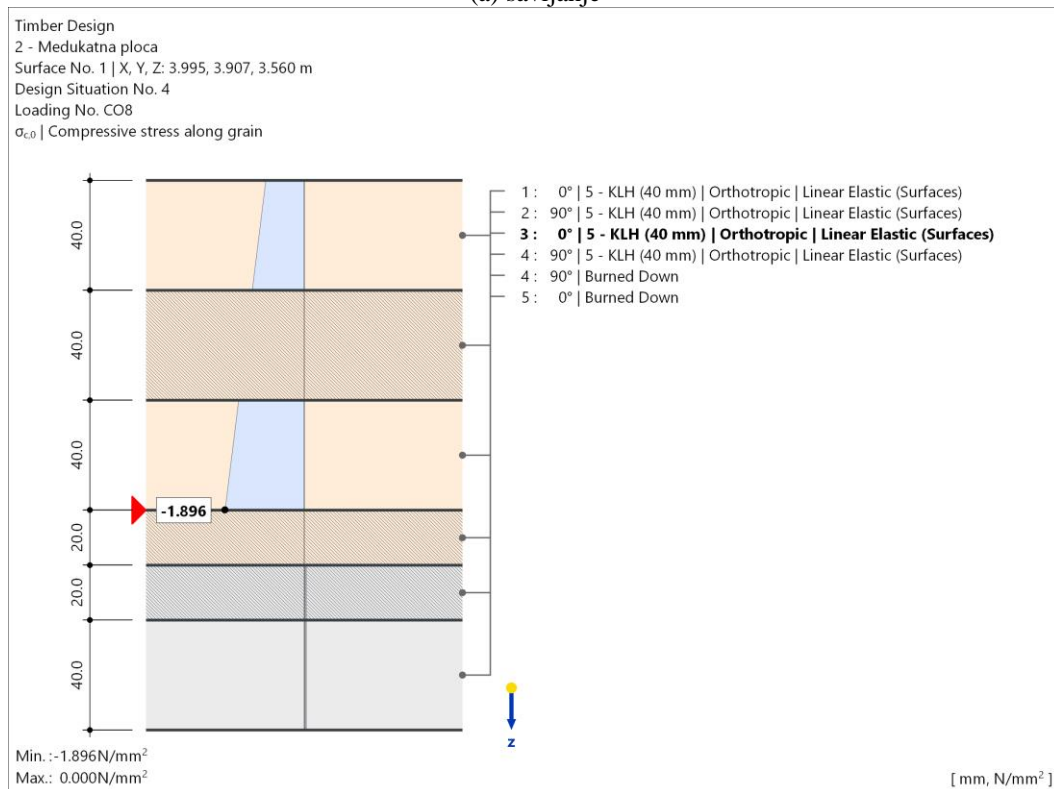 (a) savijanje
Timber Design
2 - Medukatna ploca
Surface No. 1 | X, Y, Z: 3.995, 3.907, 3.560 m
Design Situation No. 4
Loading No. CO8
σc,0 | Compressive stress along grain
1 : 0° | 5 - KLH (40 mm) | Orthotropic | Linear Elastic (Surfaces)
2 : 90° | 5 - KLH (40 mm) | Orthotropic | Linear Elastic (Surfaces)
3 : 0° | 5 - KLH (40 mm) | Orthotropic | Linear Elastic (Surfaces)
4 : 90° | 5 - KLH (40 mm) | Orthotropic | Linear Elastic (Surfaces)
4 : 90° | Burned Down
5 : 0° | Burned Down
40.0
40.0
40.0
-1.896
20.0
20.0
40.0
z
Min. :-1.896N/mm²
Max.: 0.000N/mm²
[ mm, N/mm² ]